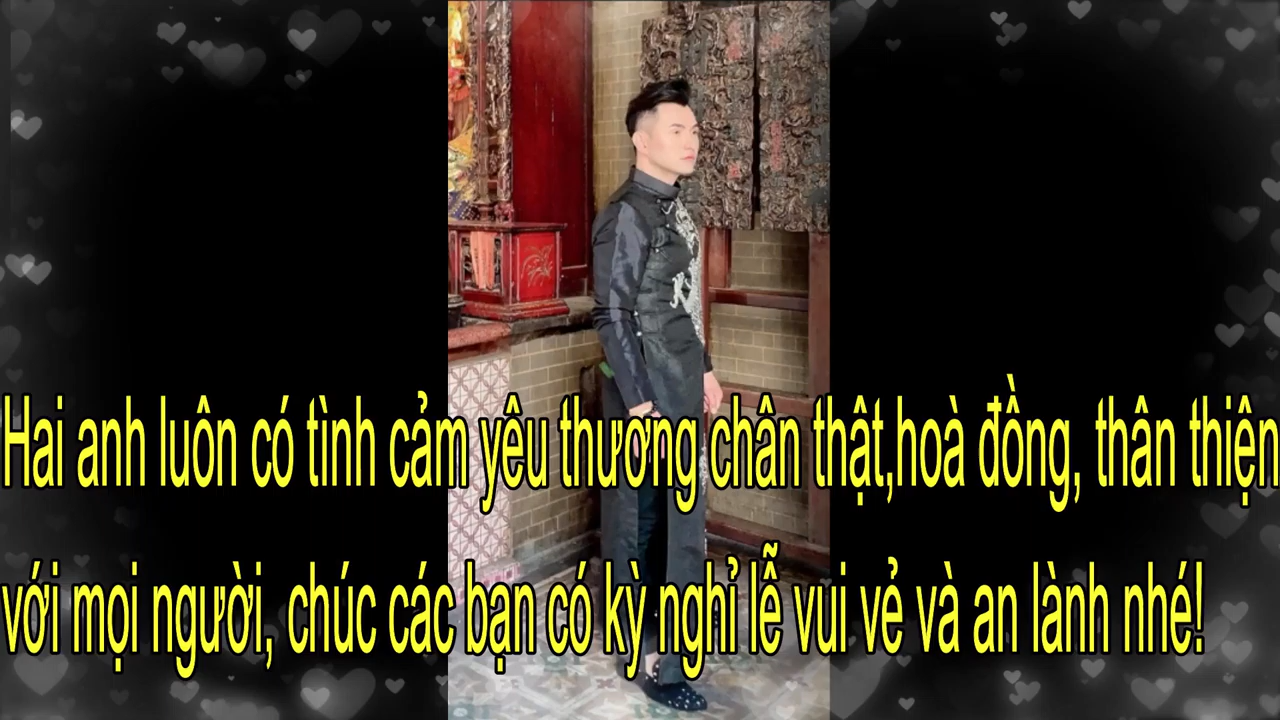 Hai anh luôn có tình cảm yêu thương chân thật,hoà đồng, thân thiện
với mọi người, chúc các bạn có kỳ nghỉ lễ vui vẻ và an lành nhé!